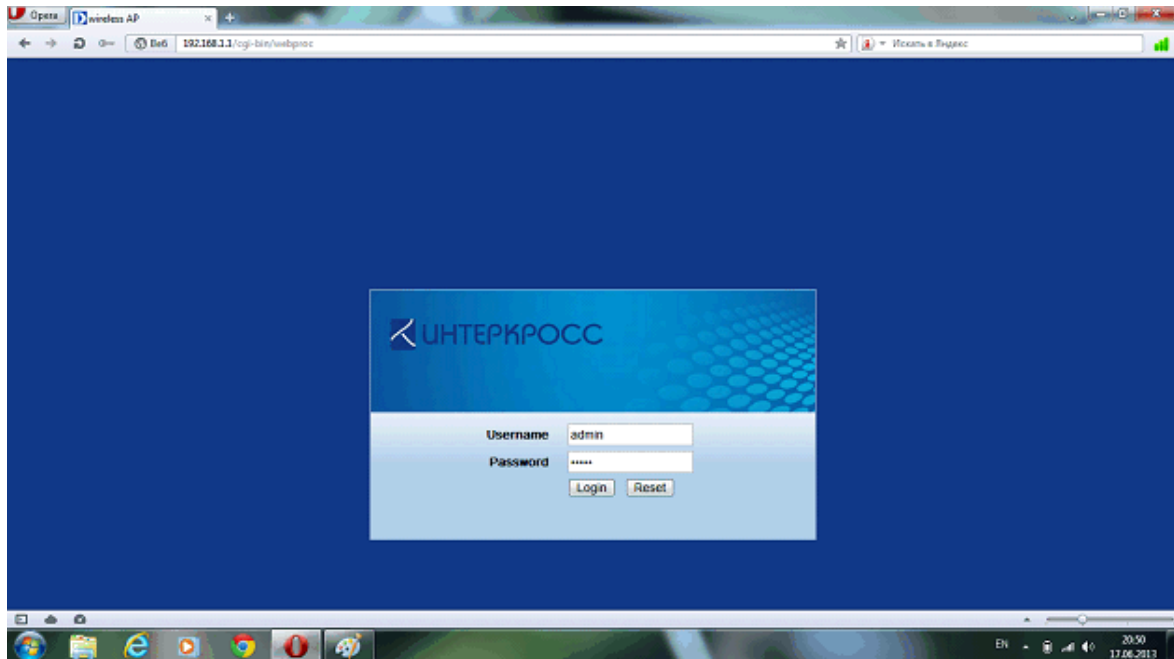 Opera
wireless AP
Веб 192.168.1.1/cgi-bin/webproc
Искать в Яндекс
ИНТЕРКРОСС
Username admin
Password •••••
Login Reset
EN
20:50
17.06.2013